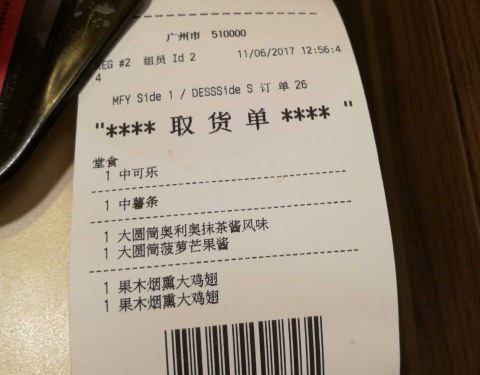 广州市 510000
REG #2 组员 Id 2 11/06/2017 12:56:4
4
MFY Side 1 / DESSSide S 订 单 26
"**** 取 货 单 **** "
堂食
1 中可乐
1 中薯条
1 大圆筒奥利奥抹茶酱风味
1 大圆筒菠萝芒果酱
1 果木烟熏大鸡翅
1 果木烟熏大鸡翅